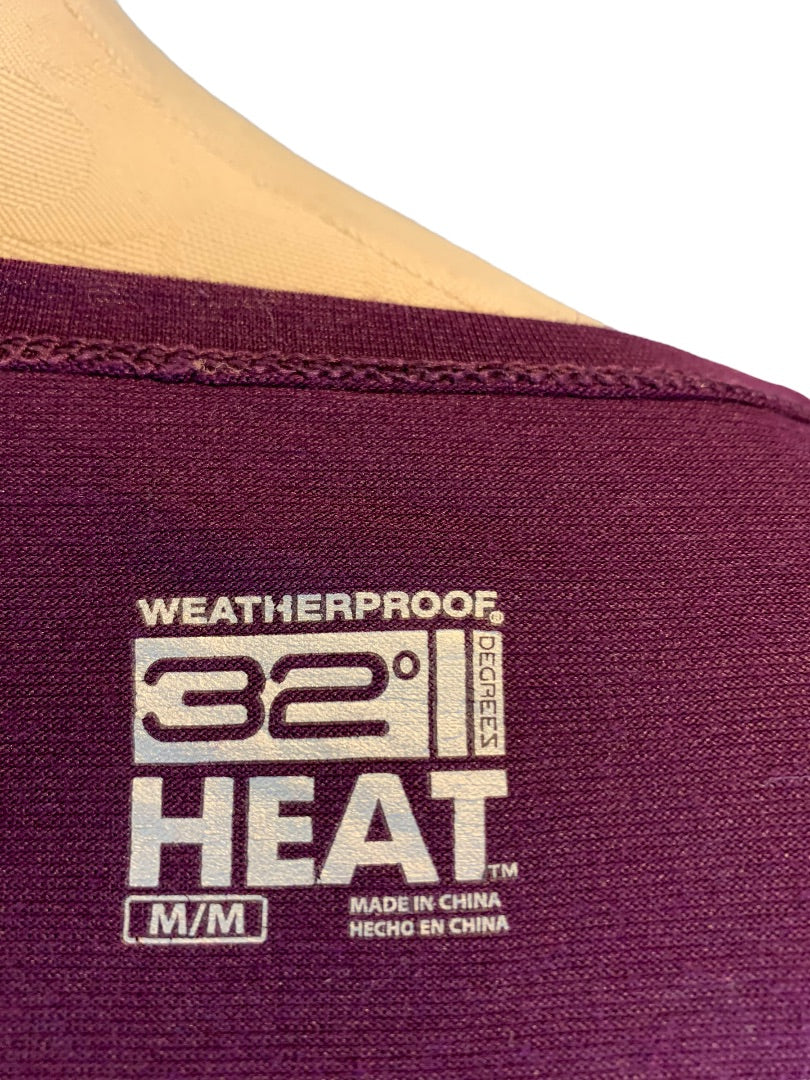 WEATHERPROOF®
32° DEGREES
HEAT™
M/M
MADE IN CHINA
HECHO EN CHINA